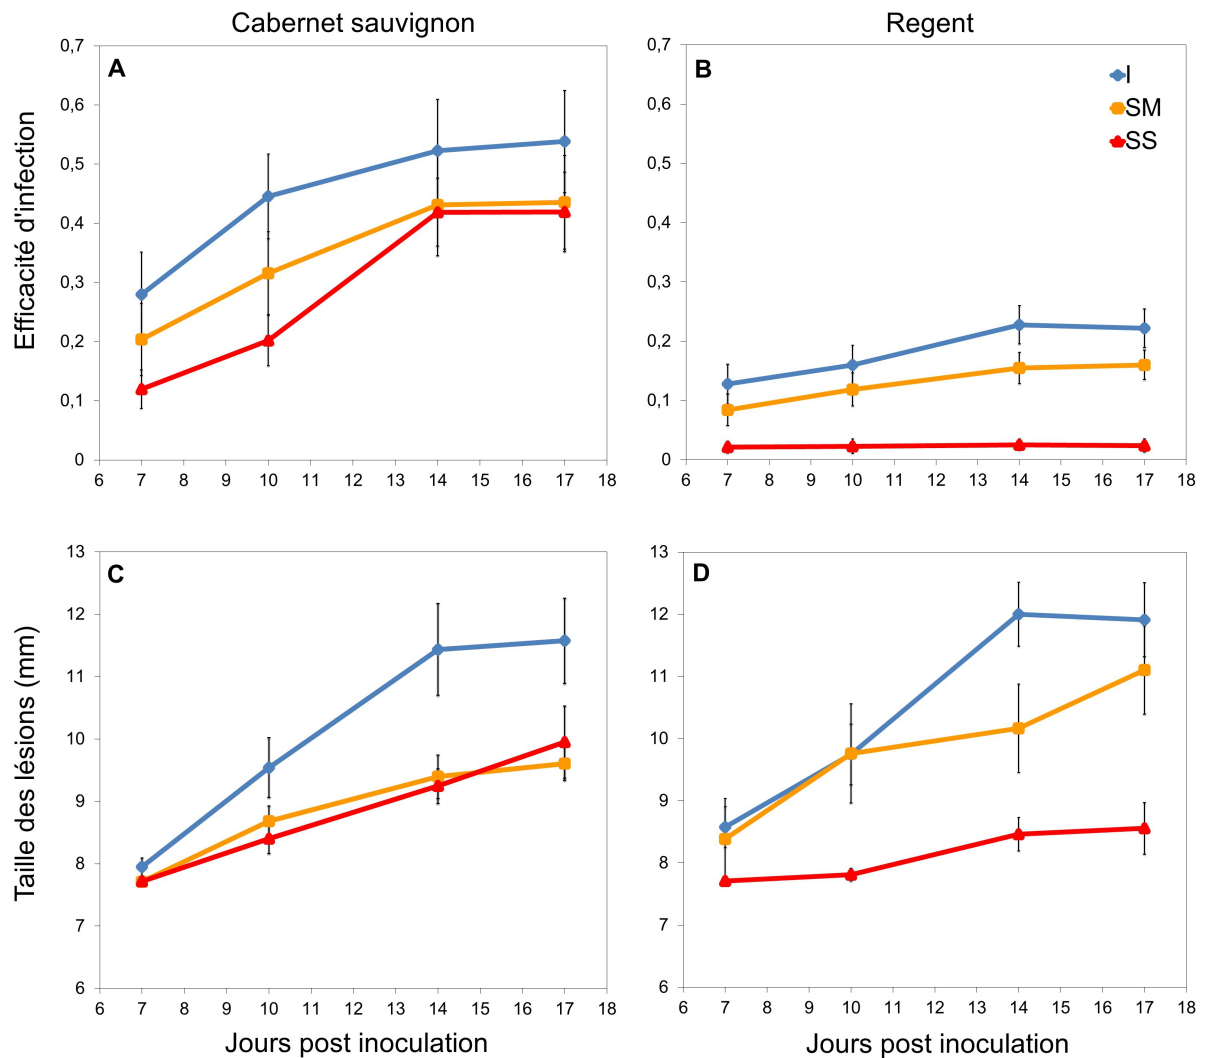 Cabernet sauvignon
Regent
Efficacité d'infection
0,7
0,6
0,5
0,4
0,3
0,2
0,1
0
A
6 7 8 9 10 11 12 13 14 15 16 17 18
0,7
0,6
0,5
0,4
0,3
0,2
0,1
0
B
I
SM
SS
6 7 8 9 10 11 12 13 14 15 16 17 18
Taille des lésions (mm)
13
12
11
10
9
8
7
6
C
6 7 8 9 10 11 12 13 14 15 16 17 18
Jours post inoculation
13
12
11
10
9
8
7
6
D
6 7 8 9 10 11 12 13 14 15 16 17 18
Jours post inoculation